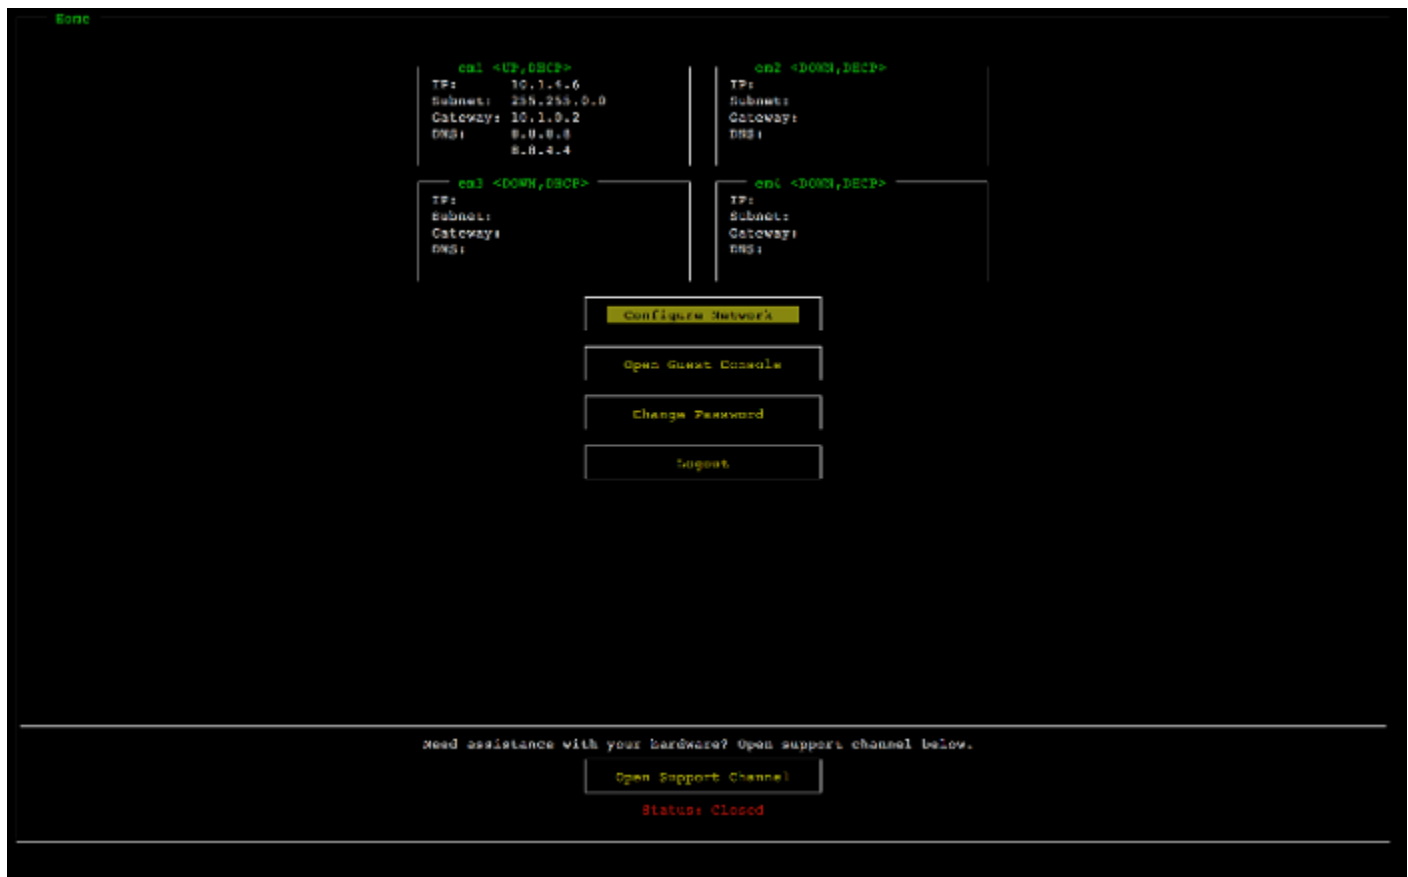 Home
em1 <UP,DHCP>
IP: 10.1.4.6
Subnet: 255.255.0.0
Gateway: 10.1.0.2
DNS: 8.8.8.8
8.8.4.4
em2 <DOWN,DHCP>
IP:
Subnet:
Gateway:
DNS:
em3 <DOWN,DHCP>
IP:
Subnet:
Gateway:
DNS:
em4 <DOWN,DHCP>
IP:
Subnet:
Gateway:
DNS:
Configure Network
Open Guest Console
Change Password
Logout
Need assistance with your hardware? Open support channel below.
Open Support Channel
Status: Closed